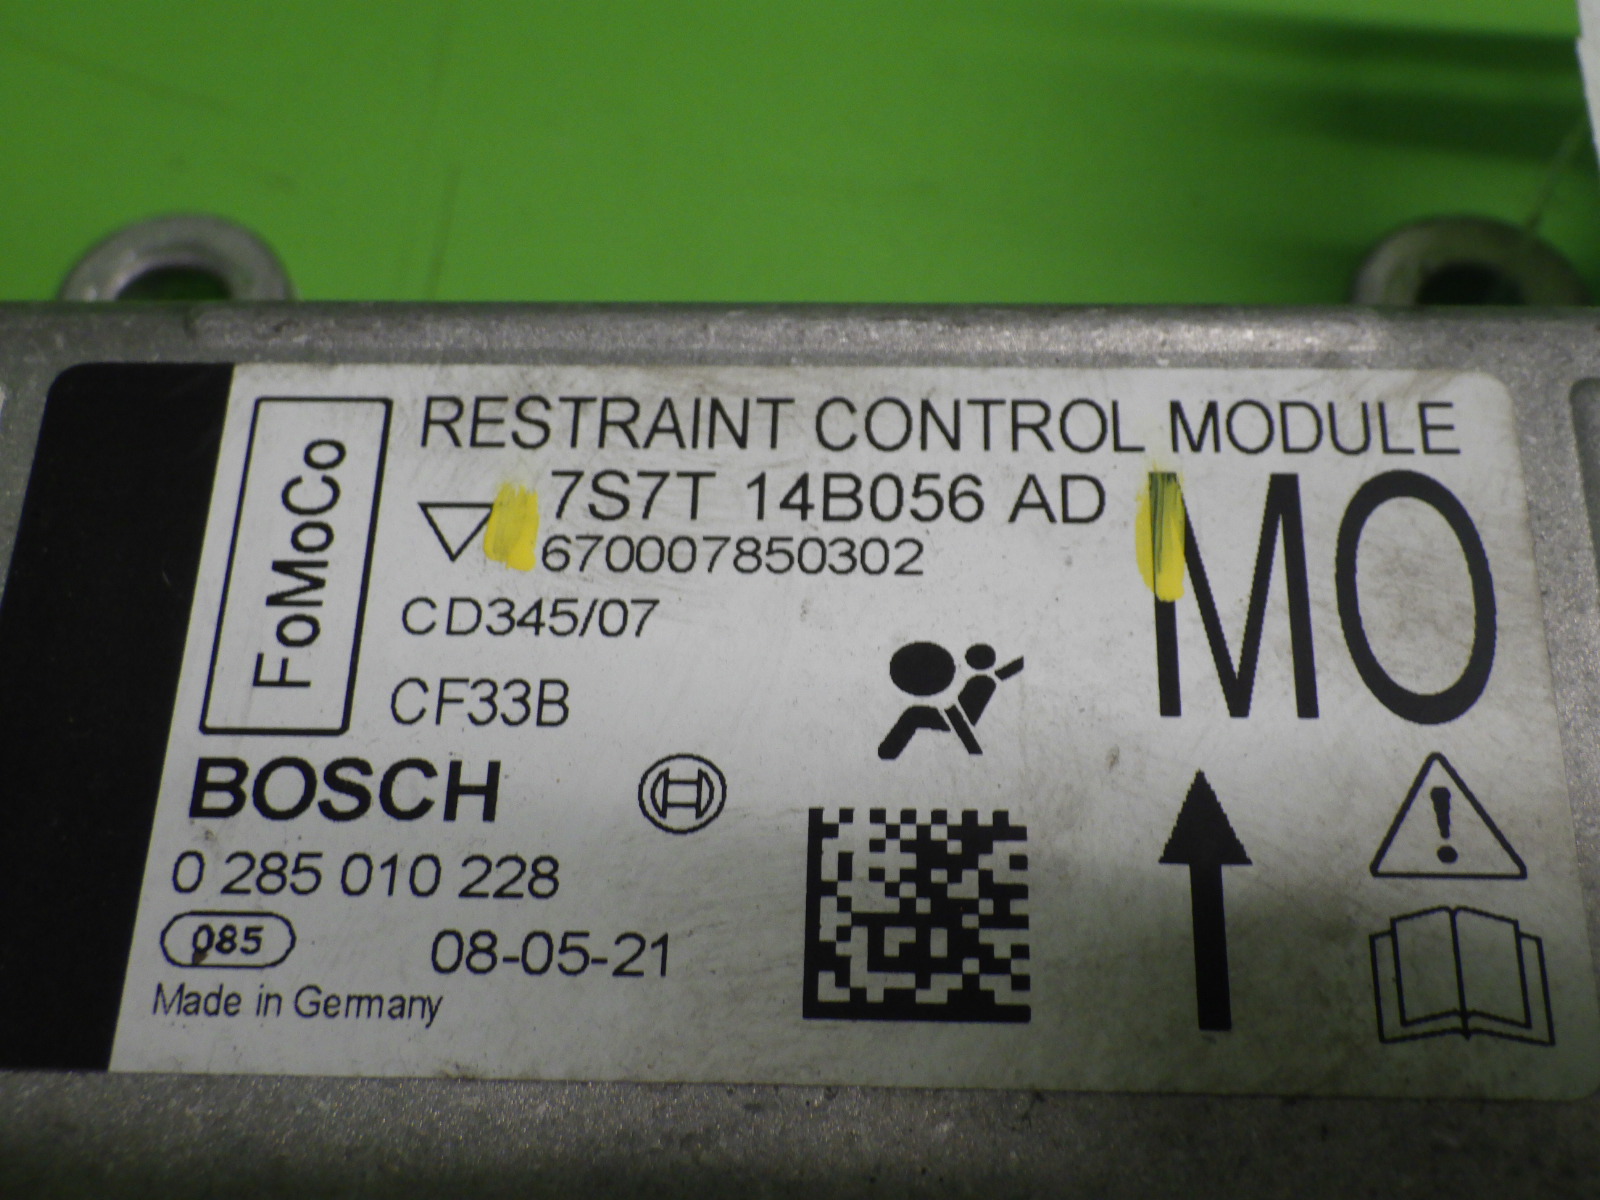 FoMoCo
RESTRAINT CONTROL MODULE
7S7T 14B056 AD
MO
670007850302
CD345/07
CF33B
BOSCH
0 285 010 228
085
08-05-21
Made in Germany